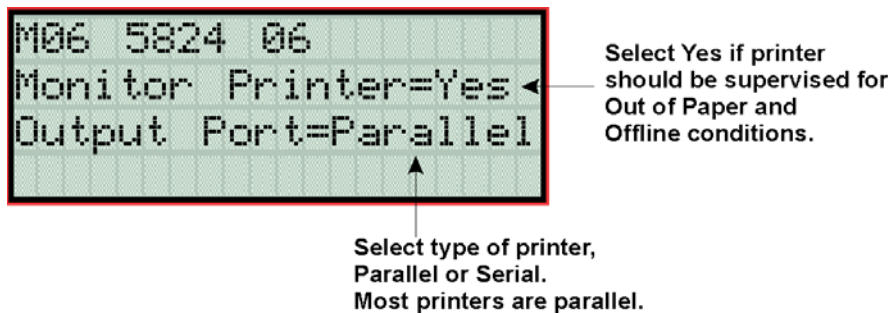 M06 5824 06
Monitor Printer=Yes
Output Port=Parallel
Select Yes if printer
should be supervised for
Out of Paper and
Offline conditions.
Select type of printer,
Parallel or Serial.
Most printers are parallel.